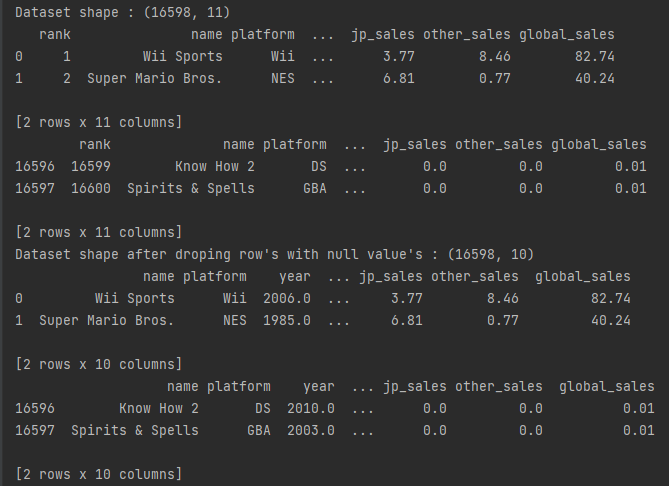 Dataset shape : (16598, 11)
   rank               name platform  ...  jp_sales other_sales  global_sales
0     1         Wii Sports      Wii  ...      3.77        8.46         82.74
1     2  Super Mario Bros.      NES  ...      6.81        0.77         40.24
[2 rows x 11 columns]
        rank              name platform  ...  jp_sales other_sales global_sales
16596  16599        Know How 2       DS  ...       0.0         0.0         0.01
16597  16600  Spirits & Spells      GBA  ...       0.0         0.0         0.01
[2 rows x 11 columns]
Dataset shape after droping row's with null value's : (16598, 10)
                name platform    year  ... jp_sales other_sales  global_sales
0         Wii Sports      Wii  2006.0  ...     3.77        8.46         82.74
1  Super Mario Bros.      NES  1985.0  ...     6.81        0.77         40.24
[2 rows x 10 columns]
                   name platform    year  ... jp_sales other_sales  global_sales
16596        Know How 2       DS  2010.0  ...      0.0         0.0          0.01
16597  Spirits & Spells      GBA  2003.0  ...      0.0         0.0          0.01
[2 rows x 10 columns]